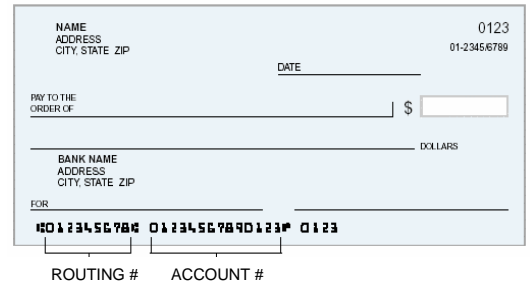 NAME 0123
ADDRESS 01-2345/6789
CITY, STATE ZIP
DATE
PAY TO THE
ORDER OF $
DOLLARS
BANK NAME
ADDRESS
CITY, STATE ZIP
FOR
⑆012345678⑆ 01234567890123⑈ 0123
ROUTING # ACCOUNT #